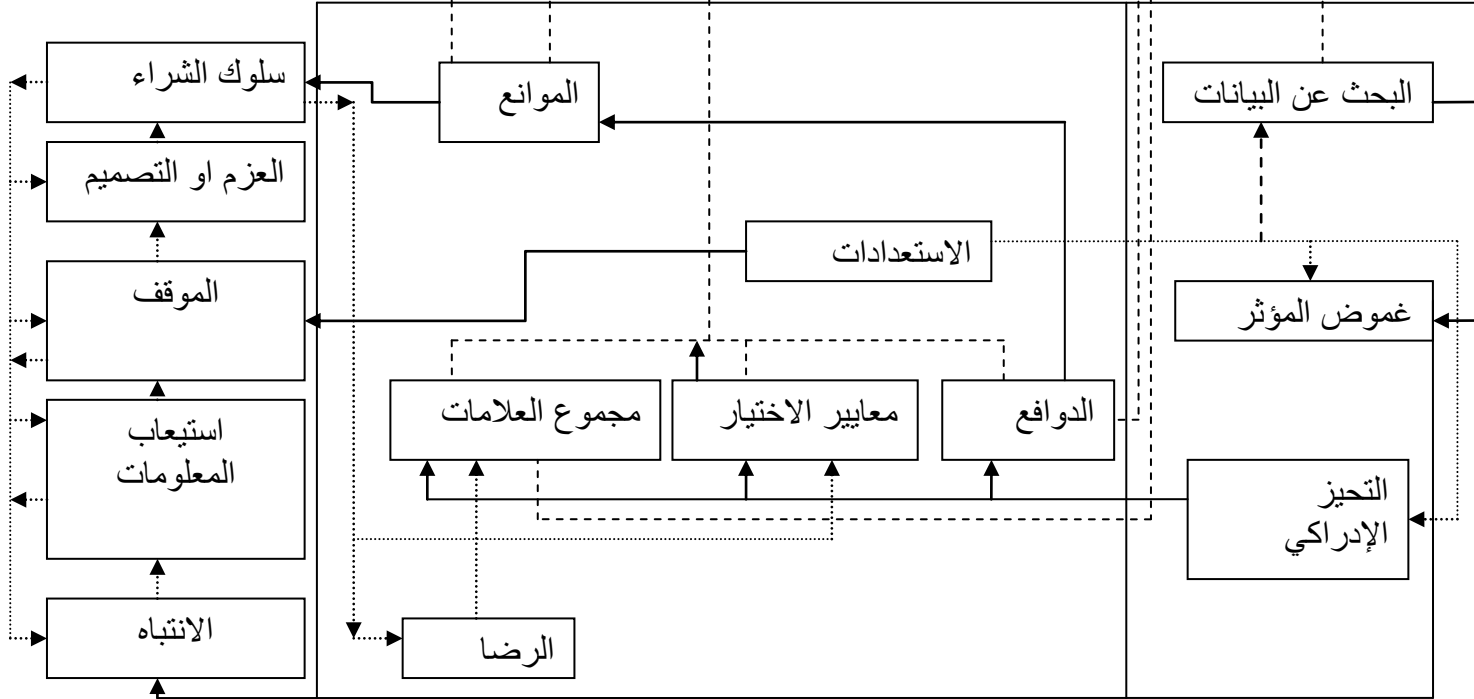 سلوك الشراء
الموانع
البحث عن البيانات
العزم او التصميم
الاستعدادات
الموقف
غموض المؤثر
مجموع العلامات
معايير الاختيار
الدوافع
استيعاب
المعلومات
التحيز
الإدراكي
الانتباه
الرضا